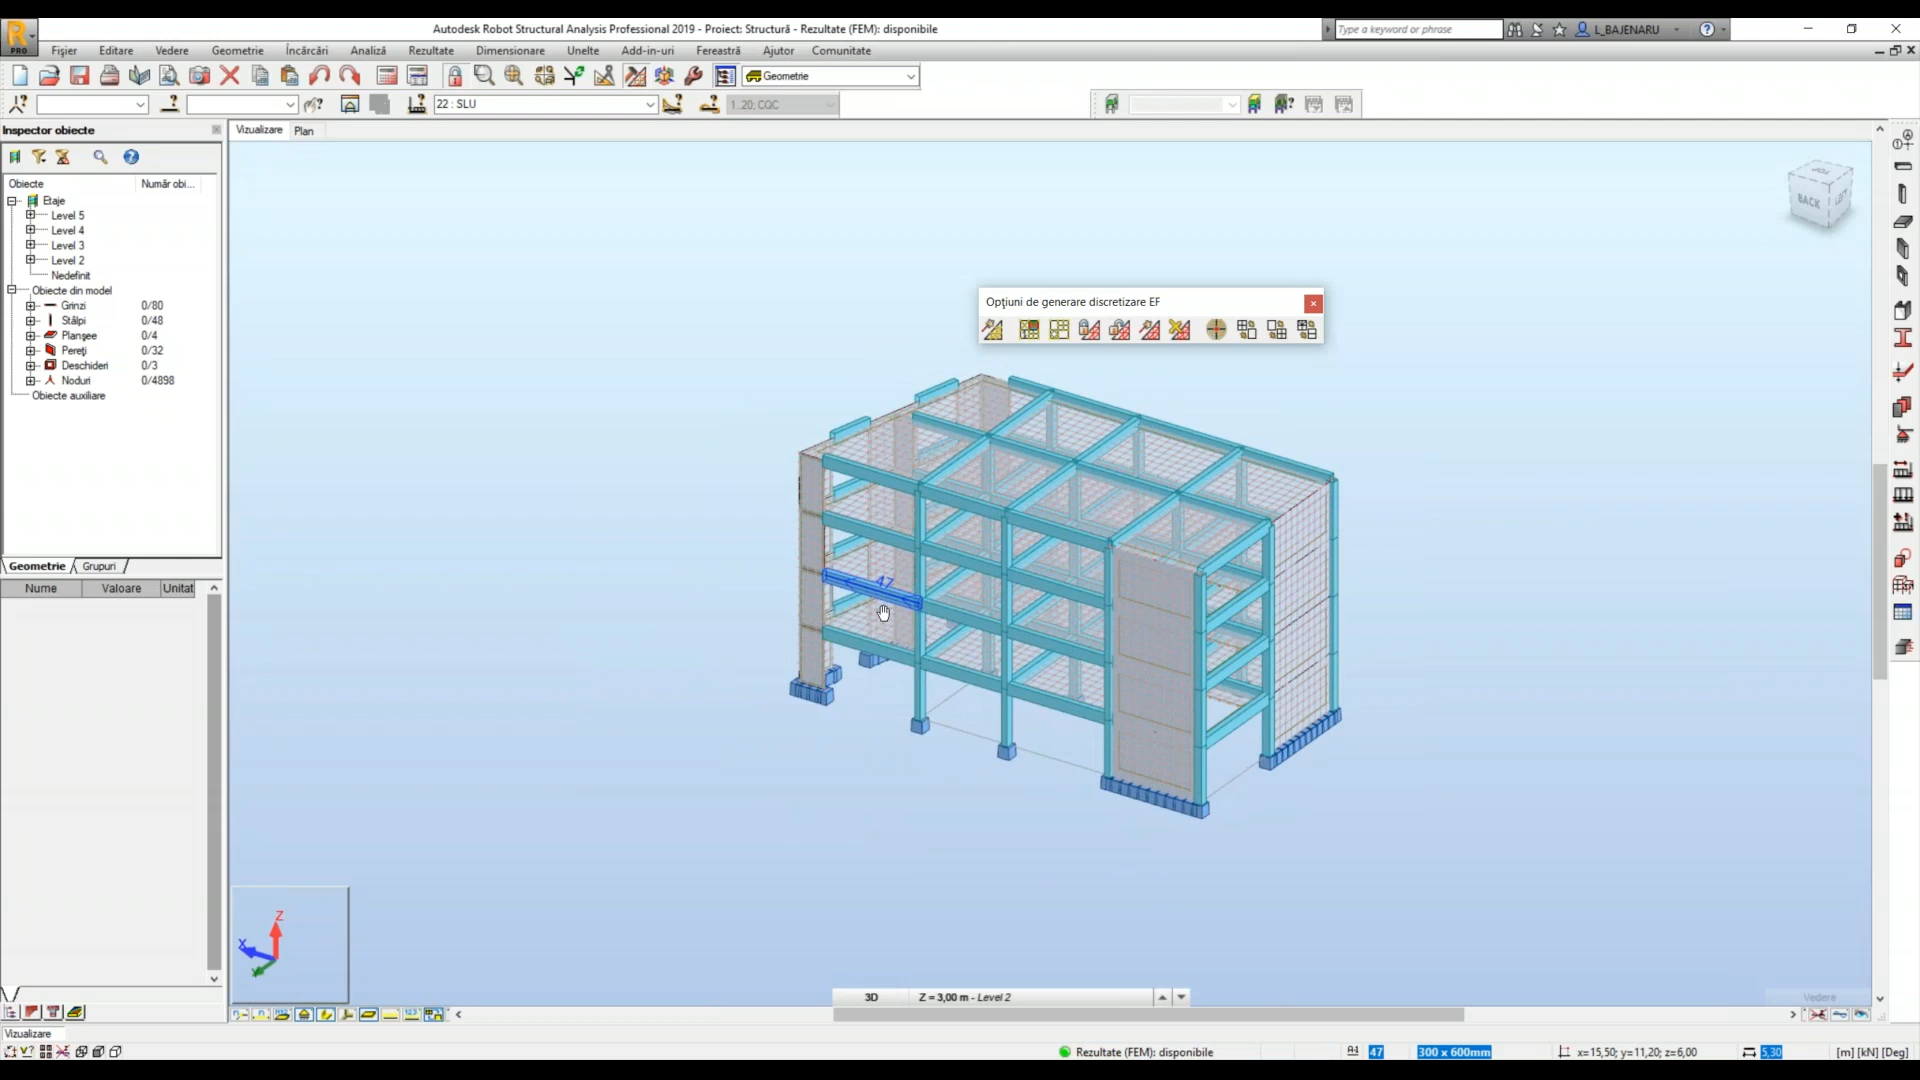 Autodesk Robot Structural Analysis Professional 2019 - Proiect: Structură - Rezultate (FEM): disponibile
Type a keyword or phrase
L_BAJENARU
PRO
Fișier Editare Vedere Geometrie Încărcări Analiză Rezultate Dimensionare Unelte Add-in-uri Fereastră Ajutor Comunitate
Geometrie
22 : SLU
1..20; CQC
Inspector obiecte
Vizualizare Plan
Obiecte Număr obi...
Etaje
Level 5
Level 4
Level 3
Level 2
Nedefinit
Obiecte din model
Grinzi 0/80
Stâlpi 0/48
Planșee 0/4
Pereți 0/32
Deschideri 0/3
Noduri 0/4898
Obiecte auxiliare
Geometrie Grupuri
Nume Valoare Unitat
TOP
BACK LEFT
Opțiuni de generare discretizare EF
47
Z
X
Y
3D Z = 3,00 m - Level 2
Vedere
Vizualizare
Rezultate (FEM): disponibile 47 300 x 600mm x=15,50; y=11,20; z=6,00 5,30 [m] [kN] [Deg]